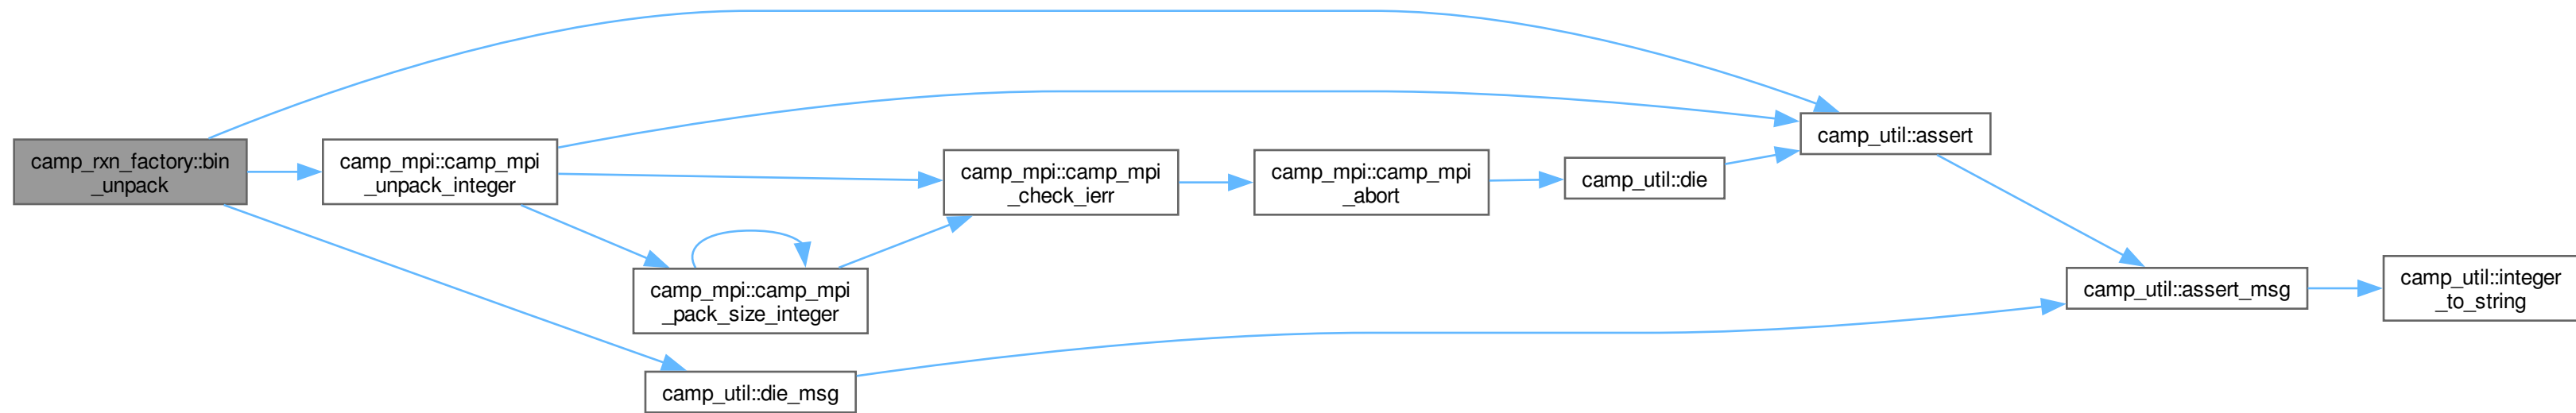 camp_rxn_factory::bin
_unpack
camp_mpi::camp_mpi
_unpack_integer
camp_mpi::camp_mpi
_pack_size_integer
camp_util::die_msg
camp_mpi::camp_mpi
_check_ierr
camp_mpi::camp_mpi
_abort
camp_util::die
camp_util::assert
camp_util::assert_msg
camp_util::integer
_to_string